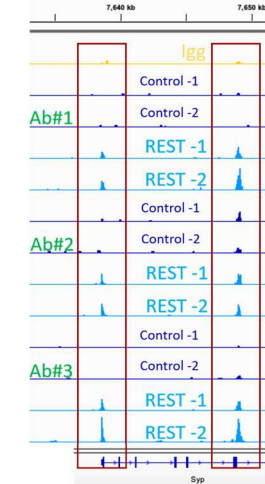 7,640 kb 7,650 kb
Igg
Control -1
Ab#1 Control -2
REST -1
REST -2
Control -1
Ab#2 Control -2
REST -1
REST -2
Control -1
Ab#3 Control -2
REST -1
REST -2
Syp